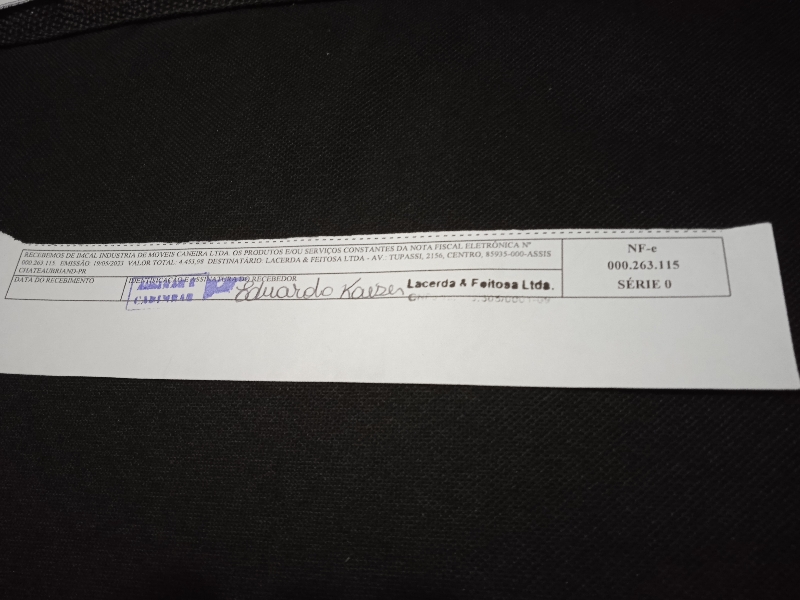 RECEBEMOS DE IMCAL INDUSTRIA DE MOVEIS CANEIRA LTDA. OS PRODUTOS E/OU SERVIÇOS CONSTANTES DA NOTA FISCAL ELETRÔNICA Nº
000.263.115 EMISSÃO: 19/05/2023 VALOR TOTAL: 4.453,98 DESTINATÁRIO: LACERDA & FEITOSA LTDA - AV.: TUPASSI, 2156, CENTRO, 85935-000-ASSIS
CHATEAUBRIAND-PR
DATA DO RECEBIMENTO
IDENTIFICAÇÃO E ASSINATURA DO RECEBEDOR
Eduardo Kaiser
Lacerda & Feitosa Ltda.
NF-e
000.263.115
SÉRIE 0